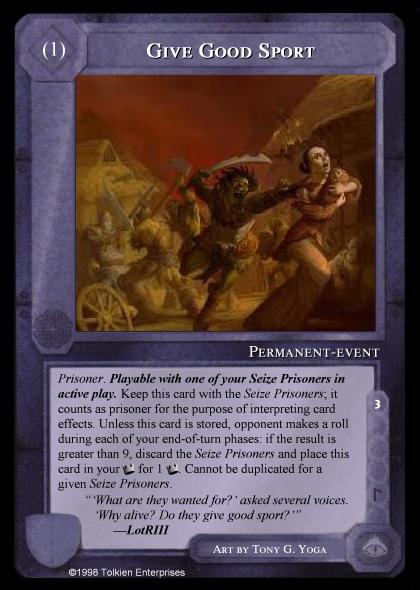 (1)
GIVE GOOD SPORT
PERMANENT-EVENT
Prisoner. Playable with one of your Seize Prisoners in
active play. Keep this card with the Seize Prisoners; it
counts as prisoner for the purpose of interpreting card
effects. Unless this card is stored, opponent makes a roll
during each of your end-of-turn phases: if the result is
greater than 9, discard the Seize Prisoners and place this
card in your for 1 . Cannot be duplicated for a
given Seize Prisoners.
“‘What are they wanted for?’ asked several voices.
‘Why alive? Do they give good sport?’”
—LotRIII
3
ART BY TONY G. YOGA
©1998 Tolkien Enterprises